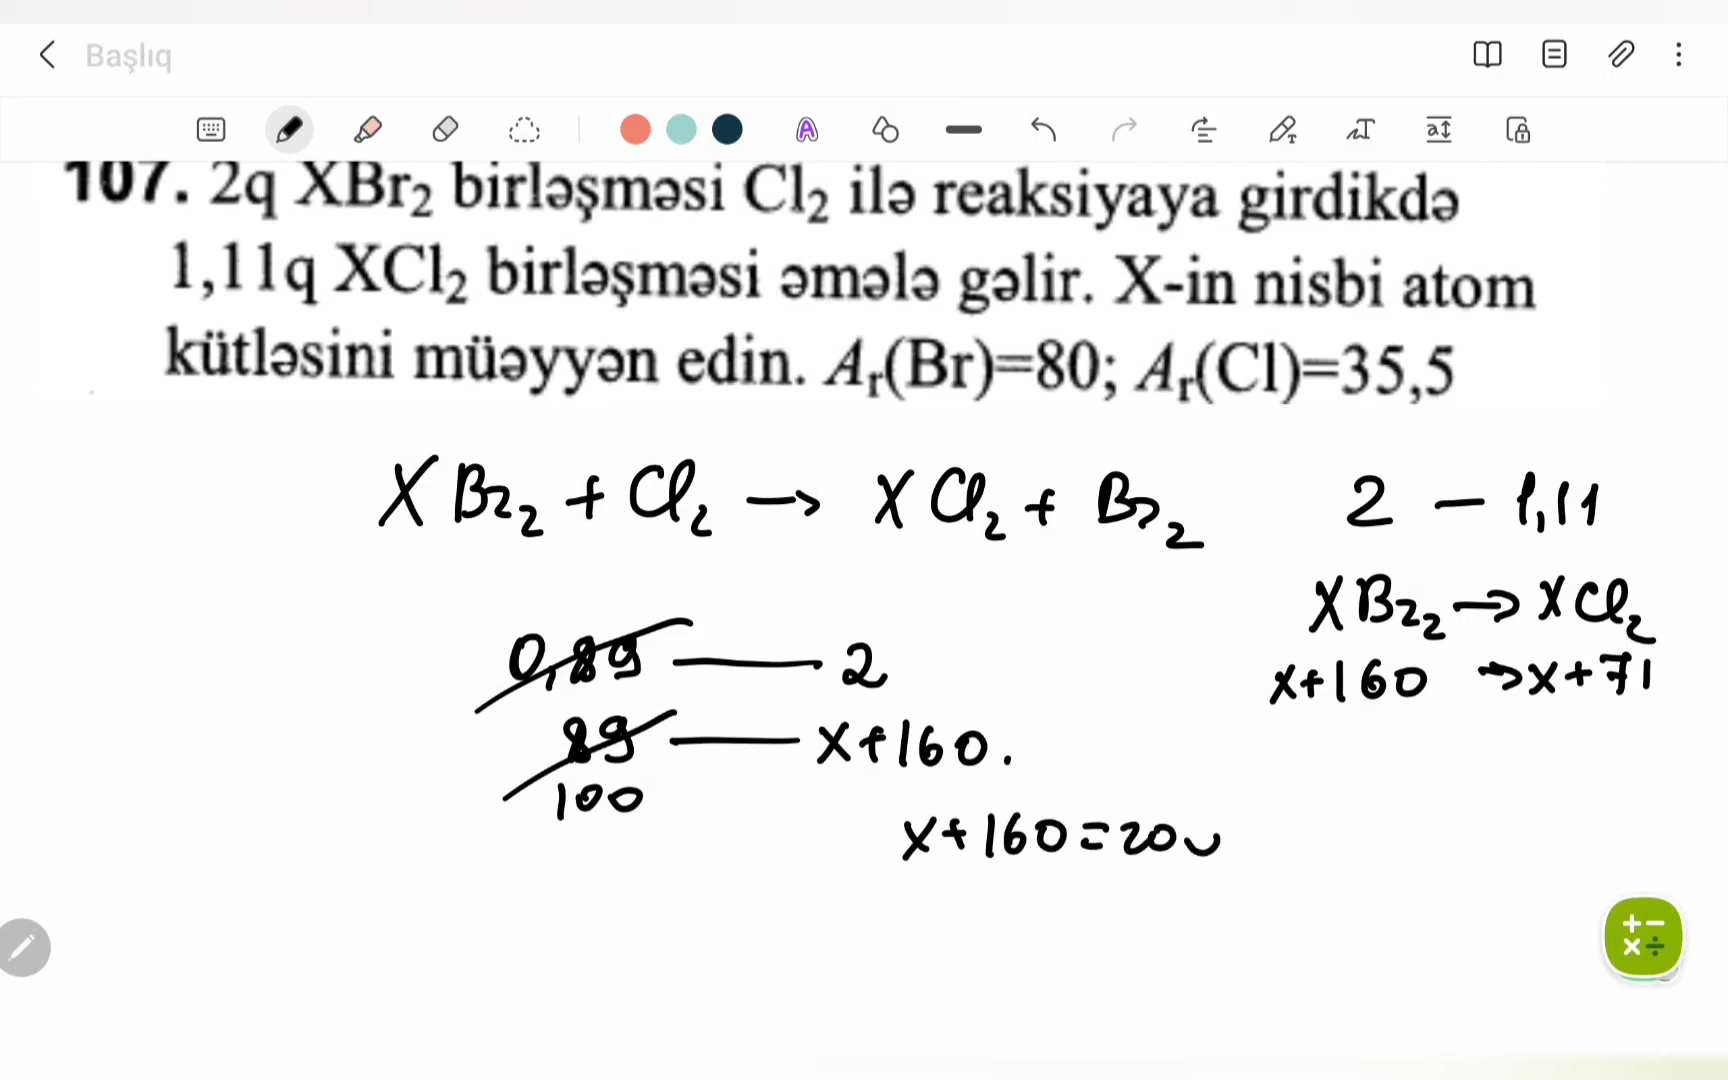 Başlıq
107. 2q XBr₂ birləşməsi Cl₂ ilə reaksiyaya girdikdə
1,11q XCl₂ birləşməsi əmələ gəlir. X-in nisbi atom
kütləsini müəyyən edin. Aᵣ(Br)=80; Aᵣ(Cl)=35,5
XBr₂ + Cl₂ → XCl₂ + Br₂
2 — 1,11
XBr₂ → XCl₂
x+160 → x+71
0,89 — 2
89 — x+160.
100
x+160=200